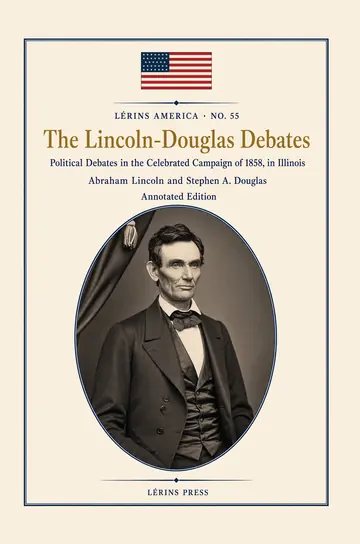 LÉRINS AMERICA · NO. 55
The Lincoln-Douglas Debates
Political Debates in the Celebrated Campaign of 1858, in Illinois
Abraham Lincoln and Stephen A. Douglas
Annotated Edition
LÉRINS PRESS